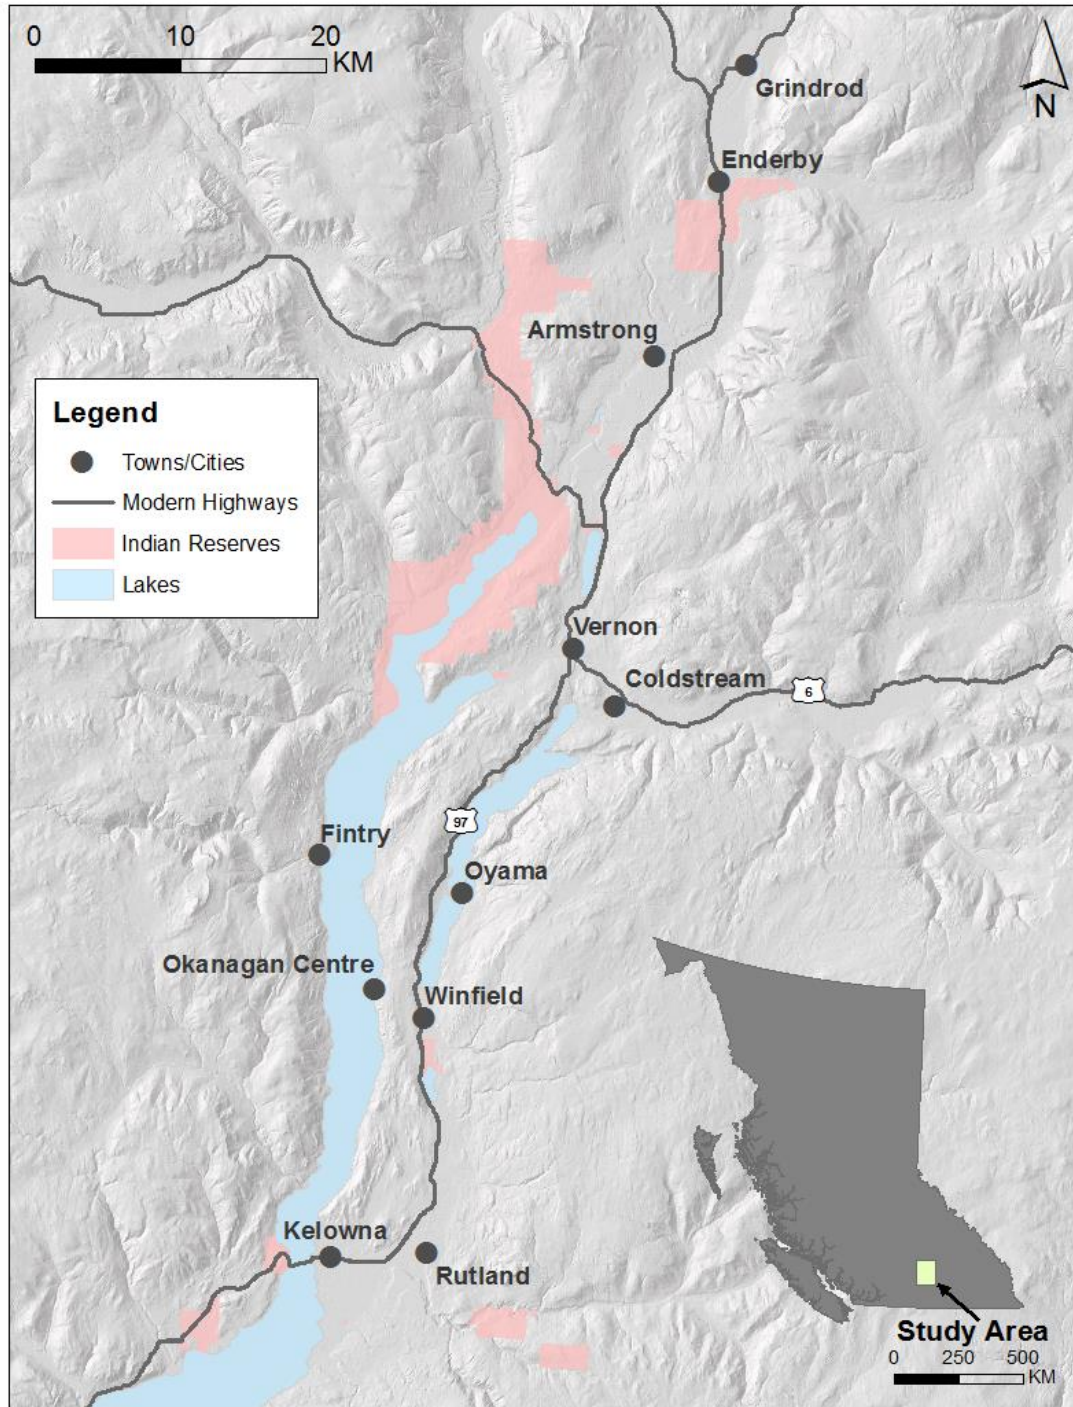 0 10 20
KM
N
Grindrod
Enderby
Armstrong
Legend
Towns/Cities
Modern Highways
Indian Reserves
Lakes
Vernon
Coldstream
6
97
Fintry
Oyama
Okanagan Centre
Winfield
Kelowna
Rutland
Study Area
0 250 500
KM